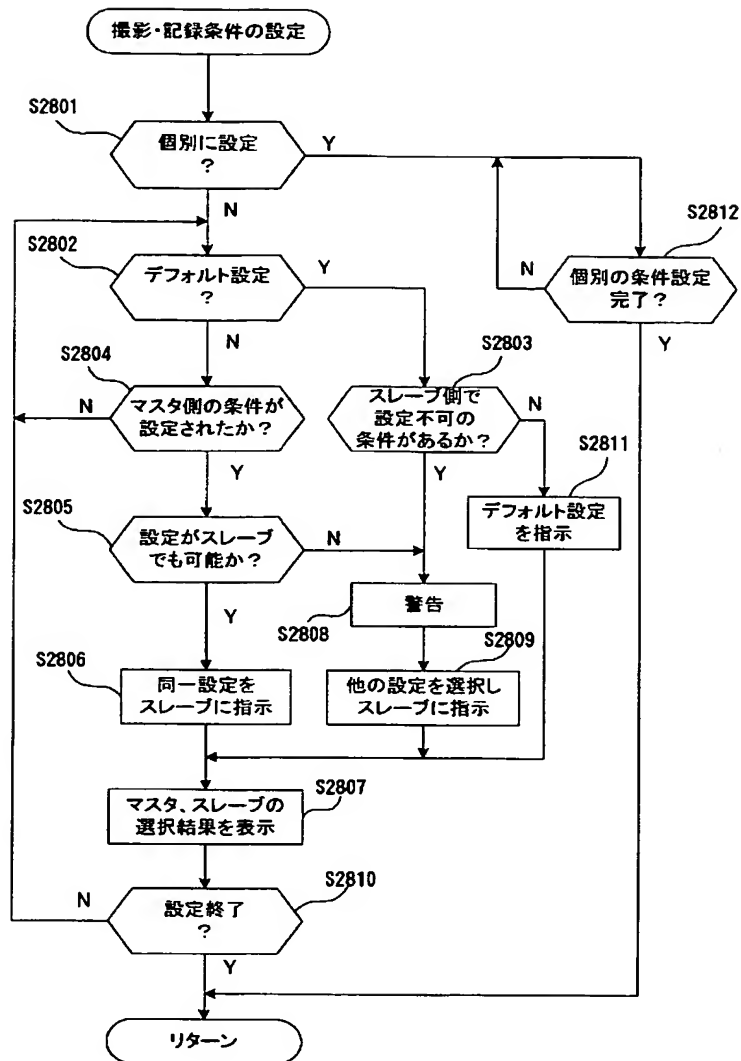 撮影・記録条件の設定
S2801
個別に設定
?
Y
N
S2812
S2802
デフォルト設定
?
Y
N
個別の条件設定
完了?
N
Y
S2804
マスタ側の条件が
設定されたか?
N
Y
S2803
スレーブ側で
設定不可の
条件があるか?
N
Y
S2811
デフォルト設定
を指示
S2805
設定がスレーブ
でも可能か?
N
Y
警告
S2808
S2806
同一設定を
スレーブに指示
S2809
他の設定を選択し
スレーブに指示
S2807
マスタ、スレーブの
選択結果を表示
S2810
設定終了
?
N
Y
リターン